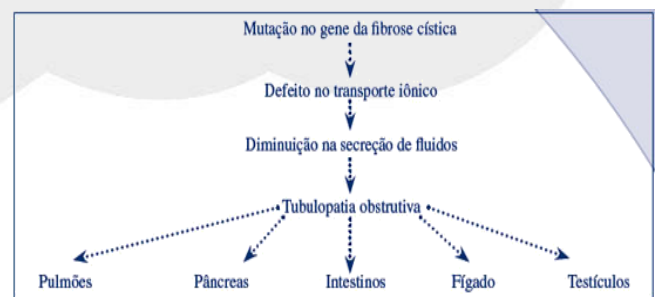 Mutação no gene da fibrose cística
Defeito no transporte iônico
Diminuição na secreção de fluidos
Tubulopatia obstrutiva
Pulmões Pâncreas Intestinos Fígado Testículos